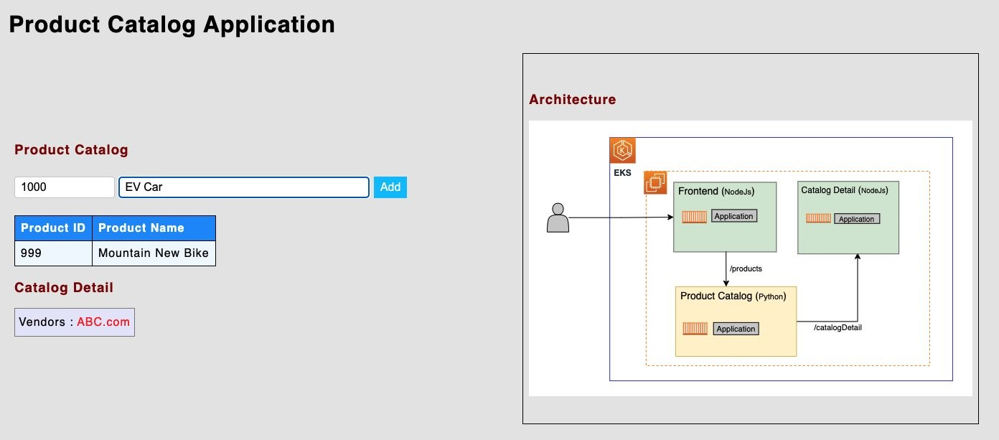 Product Catalog Application
Product Catalog
1000 EV Car Add
Product ID Product Name
999 Mountain New Bike
Catalog Detail
Vendors : ABC.com
Architecture
EKS
Frontend (NodeJs)
Application
Catalog Detail (NodeJs)
Application
/products
Product Catalog (Python)
Application
/catalogDetail